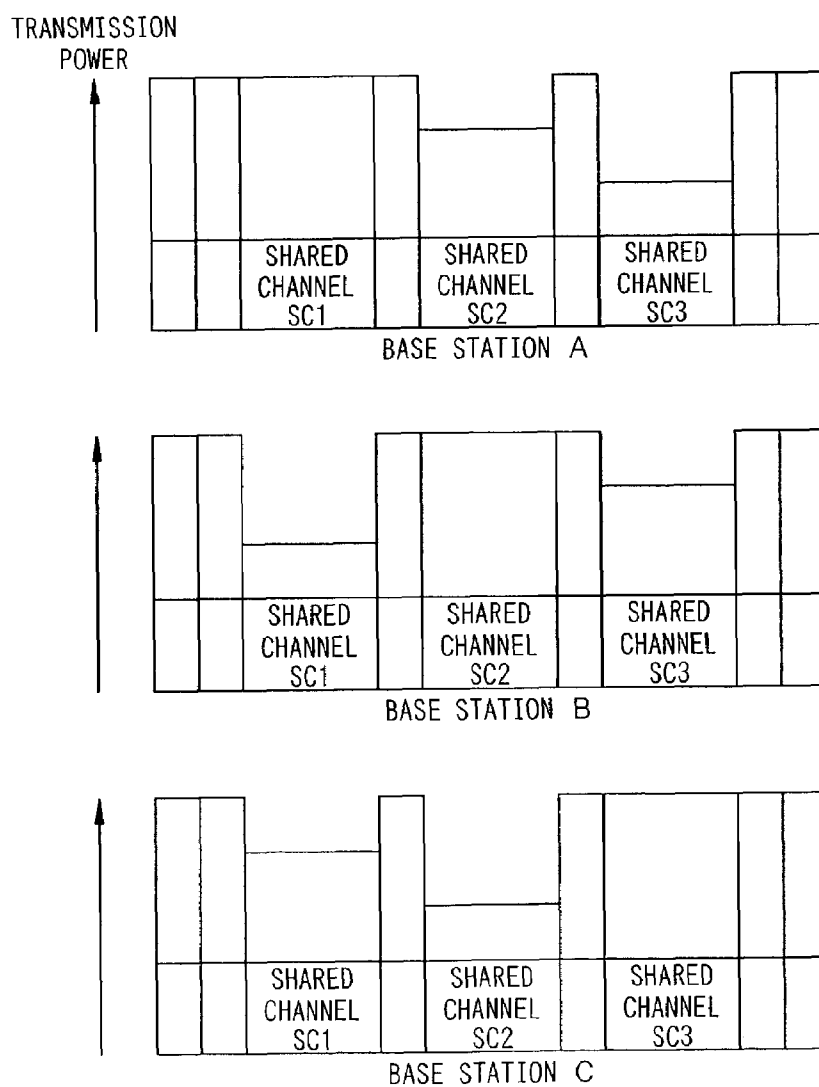 TRANSMISSION
POWER
SHARED
CHANNEL
SC1
SHARED
CHANNEL
SC2
SHARED
CHANNEL
SC3
BASE STATION A
SHARED
CHANNEL
SC1
SHARED
CHANNEL
SC2
SHARED
CHANNEL
SC3
BASE STATION B
SHARED
CHANNEL
SC1
SHARED
CHANNEL
SC2
SHARED
CHANNEL
SC3
BASE STATION C